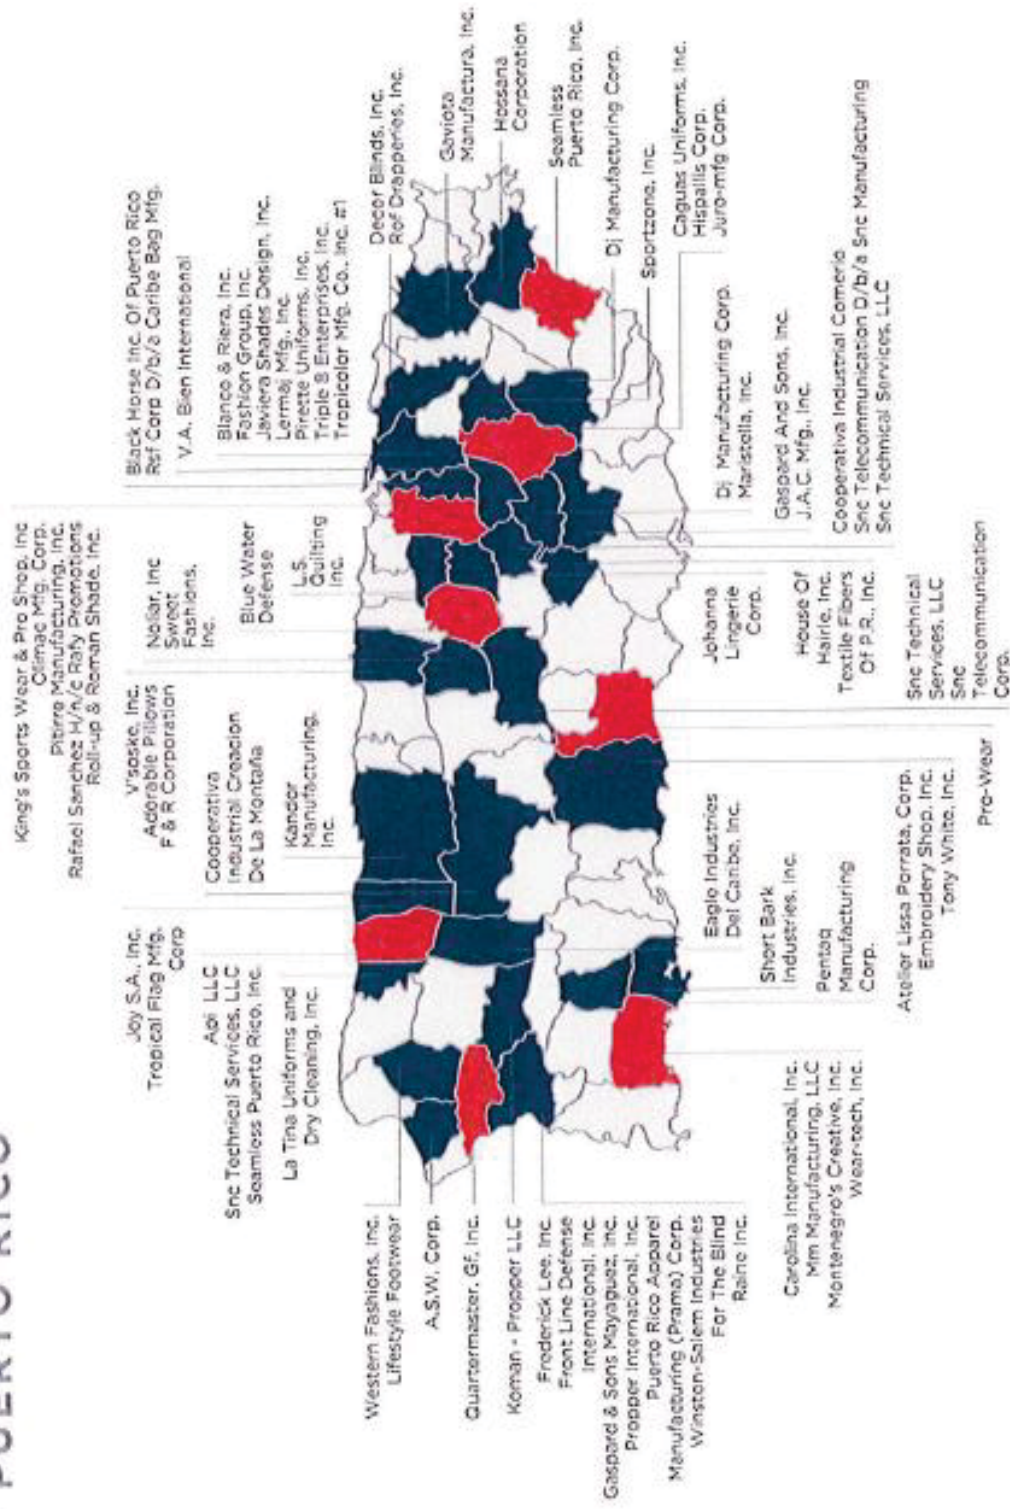 PUERTO RICO
King's Sports Wear & Pro Shop, Inc
Olimac Mfg. Corp.
Pitirre Manufacturing, Inc.
Rafael Sanchez H/n/c Rafy Promotions
Roll-up & Roman Shade, Inc.
Joy S.A., Inc.
Tropical Flag Mfg.
Corp
V'soske, Inc.
Adorable Pillows
F & R Corporation
Noliar, Inc
Sweet
Fashions,
Inc.
Black Horse Inc. Of Puerto Rico
Rsf Corp D/b/a Caribe Bag Mfg.
V.A. Bien International
Api LLC
Snc Technical Services, LLC
Seamless Puerto Rico, Inc.
Cooperativa
Industrial Creacion
De La Montaña
Blue Water
Defense
Blanco & Riera, Inc.
Fashion Group, Inc.
Javiera Shades Design, Inc.
Lermaj Mfg., Inc.
Pirette Uniforms, Inc.
Triple B Enterprises, Inc.
Tropicolor Mfg. Co., Inc. #1
La Tina Uniforms and
Dry Cleaning, Inc.
Kandor
Manufacturing,
Inc.
L.S.
Quilting
Inc.
Decor Blinds, Inc.
Rof Drapperies, Inc.
Western Fashions, Inc.
Lifestyle Footwear
Gaviota
Manufactura, Inc.
A.S.W. Corp.
Hossana
Corporation
Quartermaster, Gf, Inc.
Seamless
Puerto Rico, Inc.
Koman - Propper LLC
Dj Manufacturing Corp.
Frederick Lee, Inc.
Front Line Defense
International, Inc.
Gaspard & Sons Mayaguez, Inc.
Propper International, Inc.
Puerto Rico Apparel
Manufacturing (Prama) Corp.
Winston-Salem Industries
For The Blind
Raine Inc.
Sportzone, Inc.
Caguas Uniforms, Inc.
Hispallis Corp.
Juro-mfg Corp.
Eagle Industries
Del Caribe, Inc.
Johanna
Lingerie
Corp.
Dj Manufacturing Corp.
Maristella, Inc.
Short Bark
Industries, Inc.
Gaspard And Sons, Inc.
J.A.C. Mfg., Inc.
Carolina International, Inc.
Mm Manufacturing, LLC
Montenegro's Creative, Inc.
Wear-tech, Inc.
Pentaq
Manufacturing
Corp.
House Of
Hairle, Inc.
Textile Fibers
Of P.R., Inc.
Cooperativa Industrial Comerio
Snc Telecommunication D/b/a Snc Manufacturing
Snc Technical Services, LLC
Atelier Lissa Porrata, Corp.
Embroidery Shop, Inc.
Tony White, Inc.
Snc Technical
Services, LLC
Snc
Telecommunication
Corp.
Pro-Wear